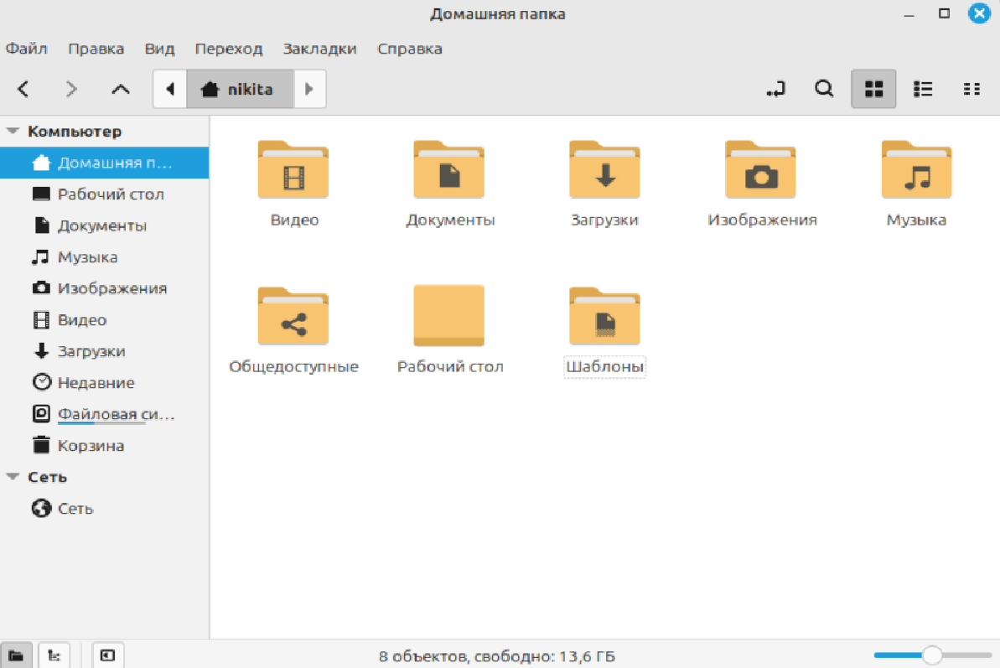 Домашняя папка
Файл Правка Вид Переход Закладки Справка
nikita
Компьютер
Домашняя п...
Рабочий стол
Документы
Музыка
Изображения
Видео
Загрузки
Недавние
Файловая си...
Корзина
Сеть
Сеть
Видео Документы Загрузки Изображения Музыка
Общедоступные Рабочий стол Шаблоны
8 объектов, свободно: 13,6 ГБ